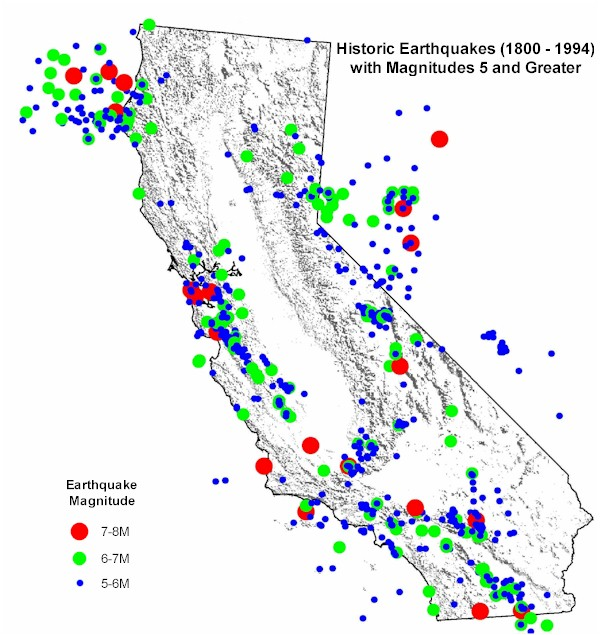 Historic Earthquakes (1800 - 1994)
with Magnitudes 5 and Greater
Earthquake
Magnitude
7-8M
6-7M
5-6M